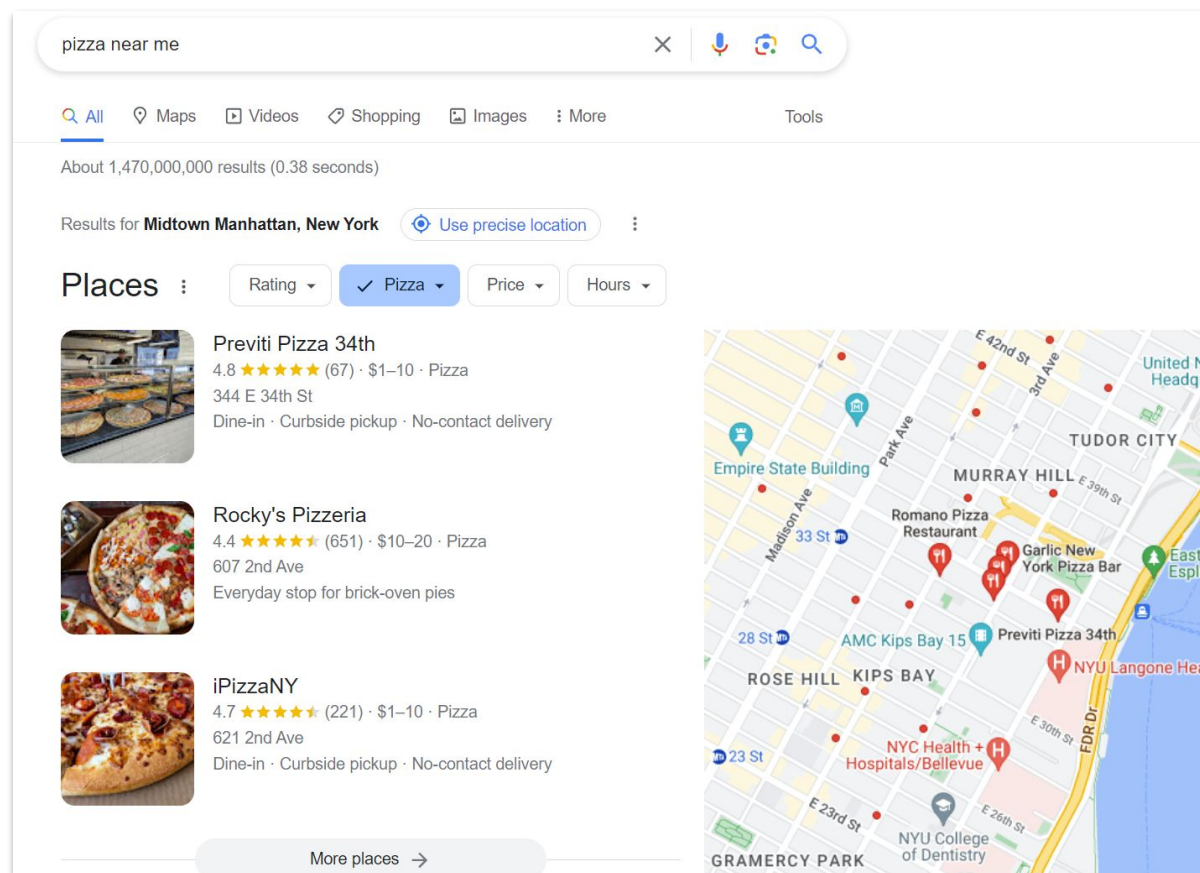 pizza near me
All
Maps
Videos
Shopping
Images
More
Tools
About 1,470,000,000 results (0.38 seconds)
Results for Midtown Manhattan, New York
Use precise location
Places
Rating
Pizza
Price
Hours
Previti Pizza 34th
4.8 (67) · $1–10 · Pizza
344 E 34th St
Dine-in · Curbside pickup · No-contact delivery
Rocky's Pizzeria
4.4 (651) · $10–20 · Pizza
607 2nd Ave
Everyday stop for brick-oven pies
iPizzaNY
4.7 (221) · $1–10 · Pizza
621 2nd Ave
Dine-in · Curbside pickup · No-contact delivery
More places
E 42nd St
3rd Ave
United N
Headq
Park Ave
TUDOR CITY
Empire State Building
MURRAY HILL
E 39th St
Madison Ave
Romano Pizza
Restaurant
33 St
Garlic New
York Pizza Bar
East
Espl
28 St
AMC Kips Bay 15
Previti Pizza 34th
NYU Langone Hea
ROSE HILL
KIPS BAY
E 30th St
FDR Dr
NYC Health +
Hospitals/Bellevue
23 St
E 23rd St
E 26th St
NYU College
of Dentistry
GRAMERCY PARK